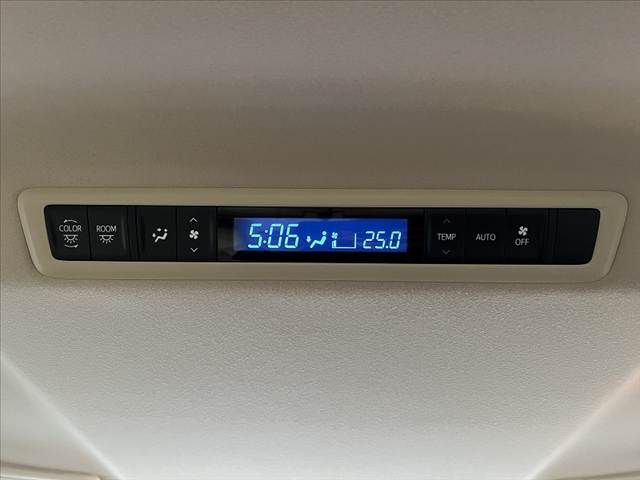 COLOR
ROOM
5:06
25.0
TEMP
AUTO
OFF